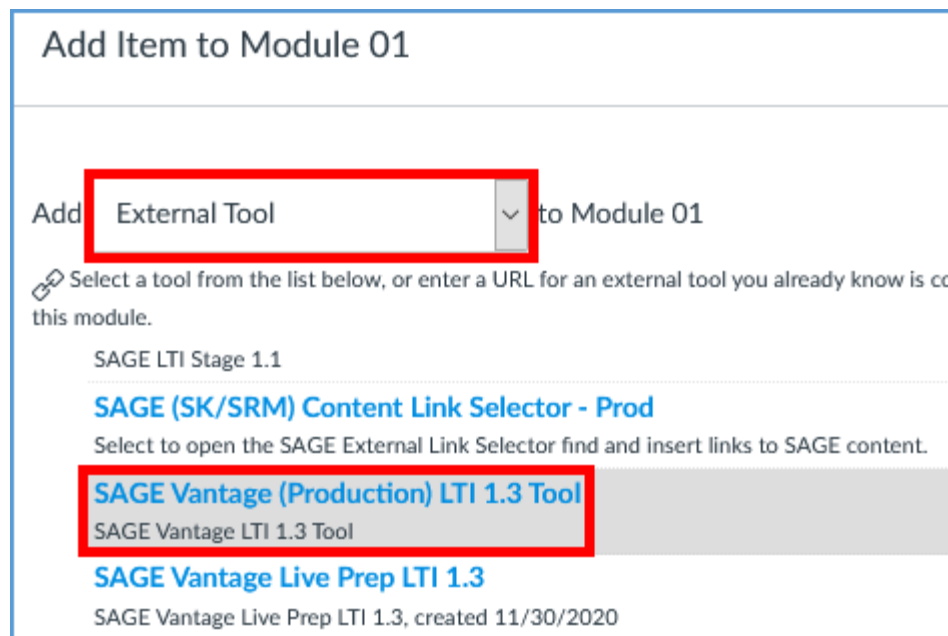 Add Item to Module 01
Add External Tool to Module 01
Select a tool from the list below, or enter a URL for an external tool you already know is
this module.
SAGE LTI Stage 1.1
SAGE (SK/SRM) Content Link Selector - Prod
Select to open the SAGE External Link Selector find and insert links to SAGE content.
SAGE Vantage (Production) LTI 1.3 Tool
SAGE Vantage LTI 1.3 Tool
SAGE Vantage Live Prep LTI 1.3
SAGE Vantage Live Prep LTI 1.3, created 11/30/2020